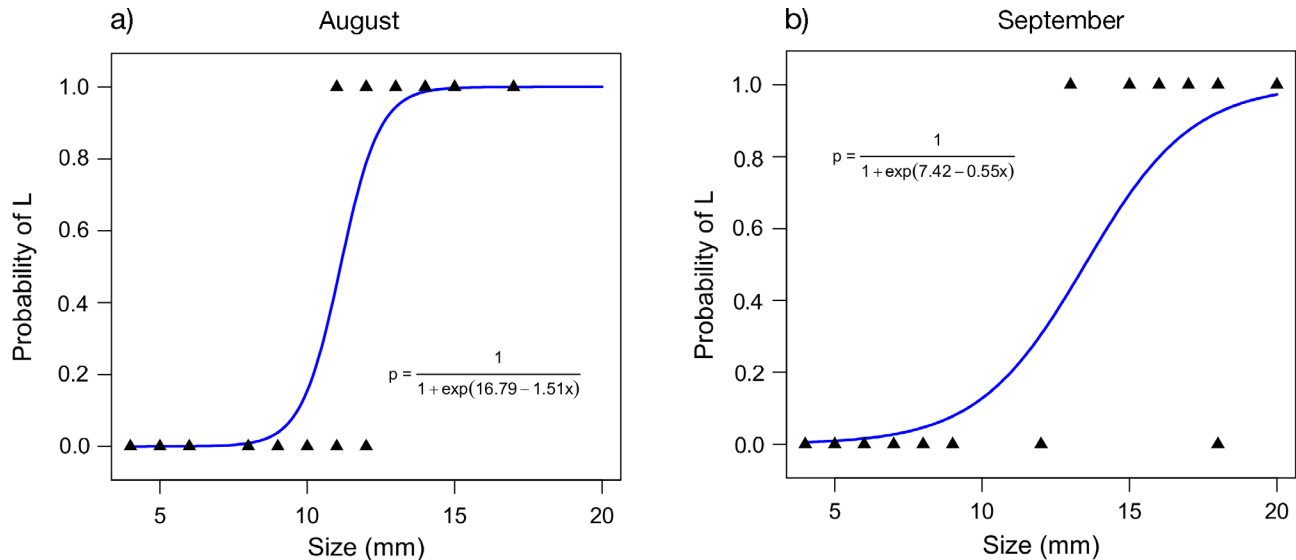 a) August
Probability of L
1.0
0.8
0.6
0.4
0.2
0.0
p = 1
1+exp(16.79−1.51x)
5 10 15 20
Size (mm)
b) September
Probability of L
1.0
0.8
0.6
0.4
0.2
0.0
p = 1
1+exp(7.42−0.55x)
5 10 15 20
Size (mm)